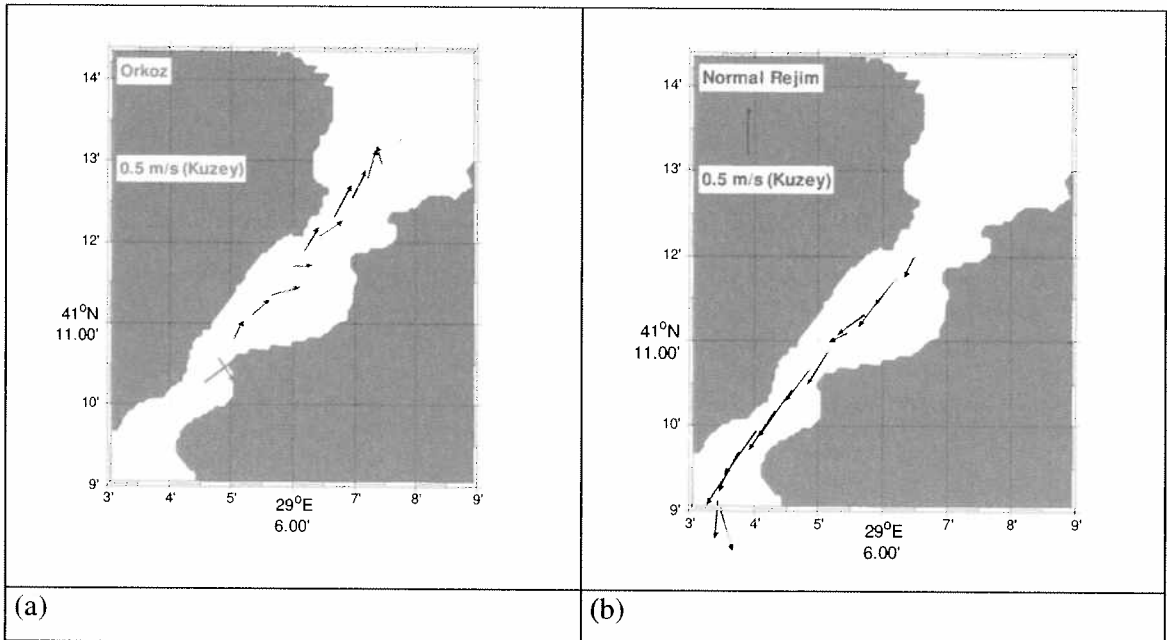 Orkoz
0.5 m/s (Kuzey)
14'
13'
12'
41°N
11.00'
10'
9'
3'
4'
5'
29°E
6.00'
7'
8'
9'
(a)
Normal Rejim
0.5 m/s (Kuzey)
14'
13'
12'
41°N
11.00'
10'
9'
3'
4'
5'
29°E
6.00'
7'
8'
9'
(b)